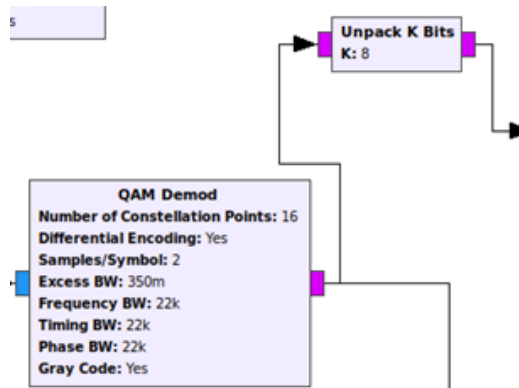 s
Unpack K Bits
K: 8
QAM Demod
Number of Constellation Points: 16
Differential Encoding: Yes
Samples/Symbol: 2
Excess BW: 350m
Frequency BW: 22k
Timing BW: 22k
Phase BW: 22k
Gray Code: Yes